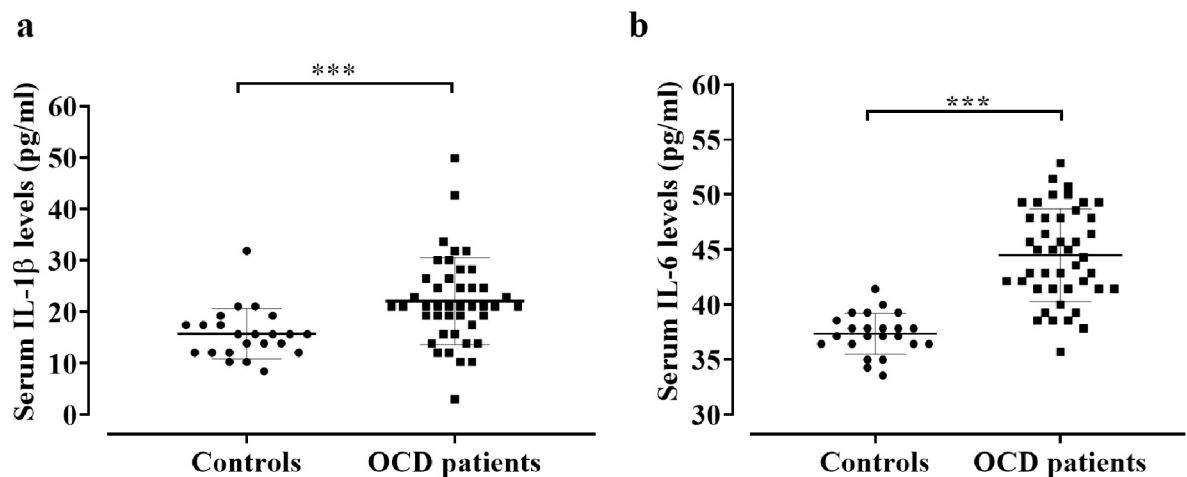 a
***
Serum IL-1β levels (pg/ml)
60
50
40
30
20
10
0
Controls
OCD patients
b
***
Serum IL-6 levels (pg/ml)
60
55
50
45
40
35
30
Controls
OCD patients